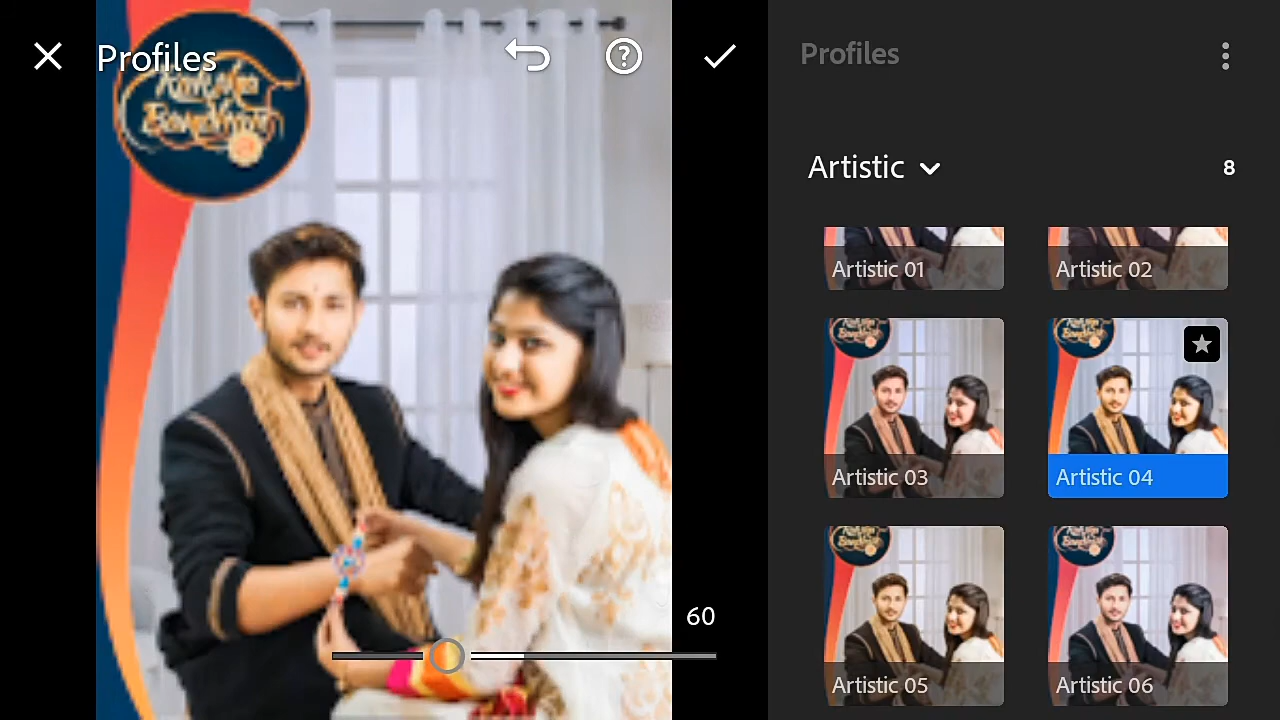 Profiles
Profiles
Artistic
8
Artistic 01
Artistic 02
Artistic 03
Artistic 04
Artistic 05
Artistic 06
60